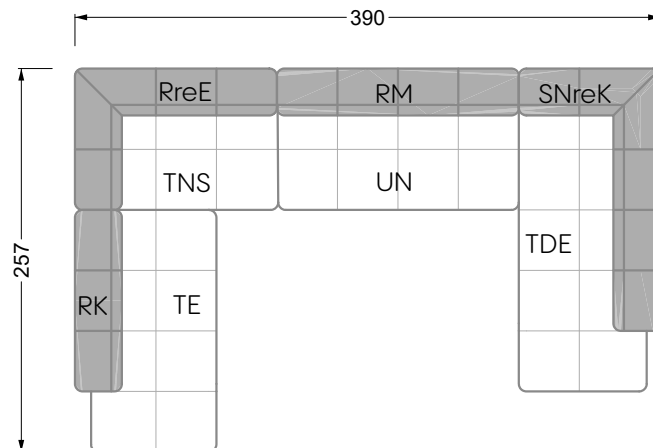 390
RreE RM SNreK
TNS UN
TDE
257
RK TE